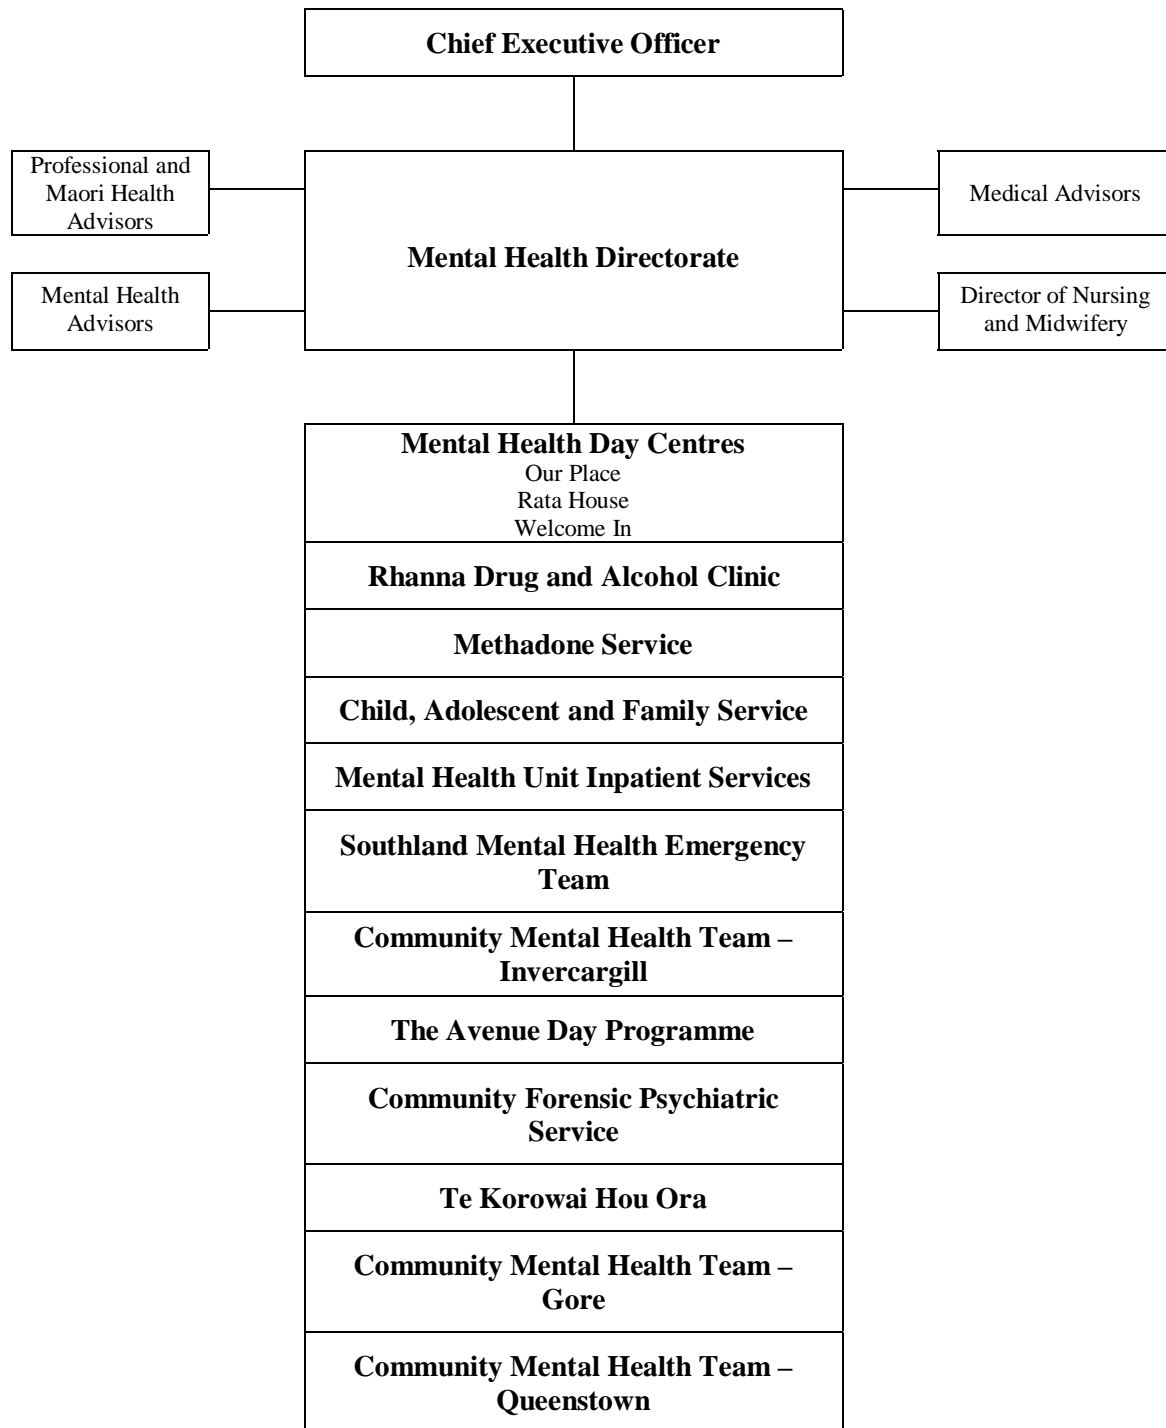 Chief Executive Officer
Professional and
Maori Health
Advisors
Medical Advisors
Mental Health Directorate
Mental Health
Advisors
Director of Nursing
and Midwifery
Mental Health Day Centres
Our Place
Rata House
Welcome In
Rhanna Drug and Alcohol Clinic
Methadone Service
Child, Adolescent and Family Service
Mental Health Unit Inpatient Services
Southland Mental Health Emergency
Team
Community Mental Health Team –
Invercargill
The Avenue Day Programme
Community Forensic Psychiatric
Service
Te Korowai Hou Ora
Community Mental Health Team –
Gore
Community Mental Health Team –
Queenstown